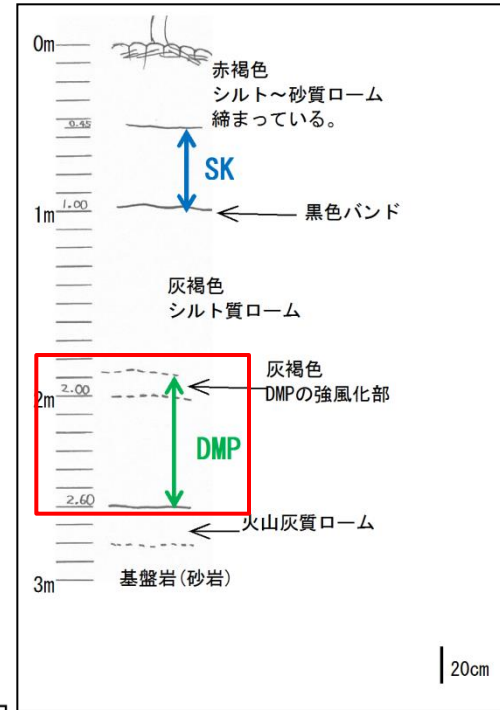 0m
赤褐色
シルト～砂質ローム
締まっている。
0.45
SK
1.00
1m
黒色バンド
灰褐色
シルト質ローム
灰褐色
DMPの強風化部
2.00
2m
DMP
2.60
火山灰質ローム
基盤岩(砂岩)
3m
20cm